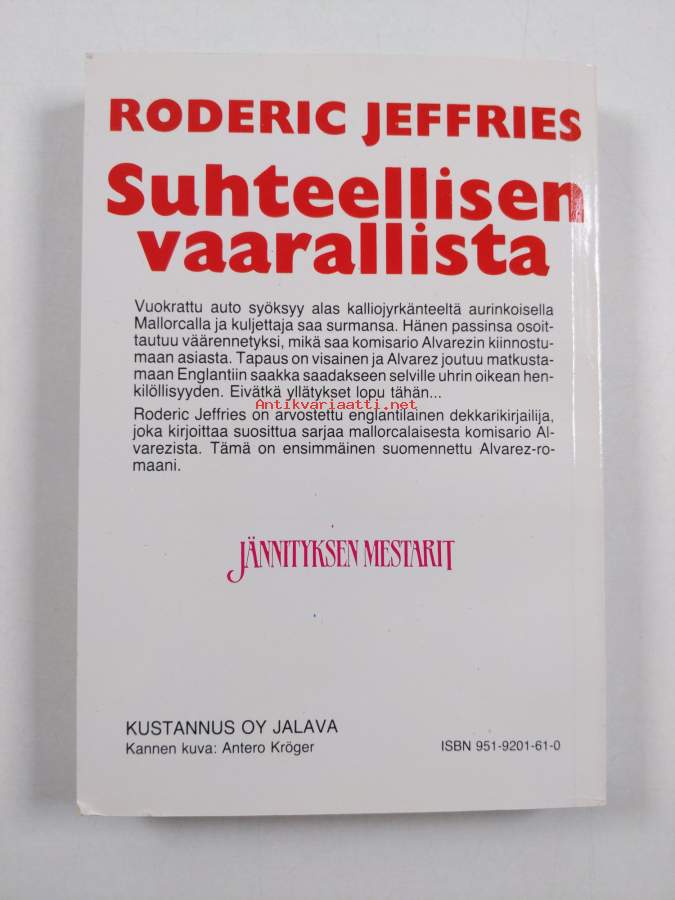 RODERIC JEFFRIES
Suhteellisen
vaarallista
Vuokrattu auto syöksyy alas kalliojyrkänteeltä aurinkoisella
Mallorcalla ja kuljettaja saa surmansa. Hänen passinsa osoit-
tautuu väärennetyksi, mikä saa komisario Alvarezin kiinnostu-
maan asiasta. Tapaus on visainen ja Alvarez joutuu matkusta-
maan Englantiin saakka saadakseen selville uhrin oikean hen-
kilöllisyyden. Eivätkä yllätykset lopu tähän...
Antikvariaatti.net
Roderic Jeffries on arvostettu englantilainen dekkarikirjailija,
joka kirjoittaa suosittua sarjaa mallorcalaisesta komisario Al-
varezista. Tämä on ensimmäinen suomennettu Alvarez-ro-
maani.
JÄNNITYKSEN MESTARIT
KUSTANNUS OY JALAVA
Kannen kuva: Antero Kröger
ISBN 951-9201-61-0